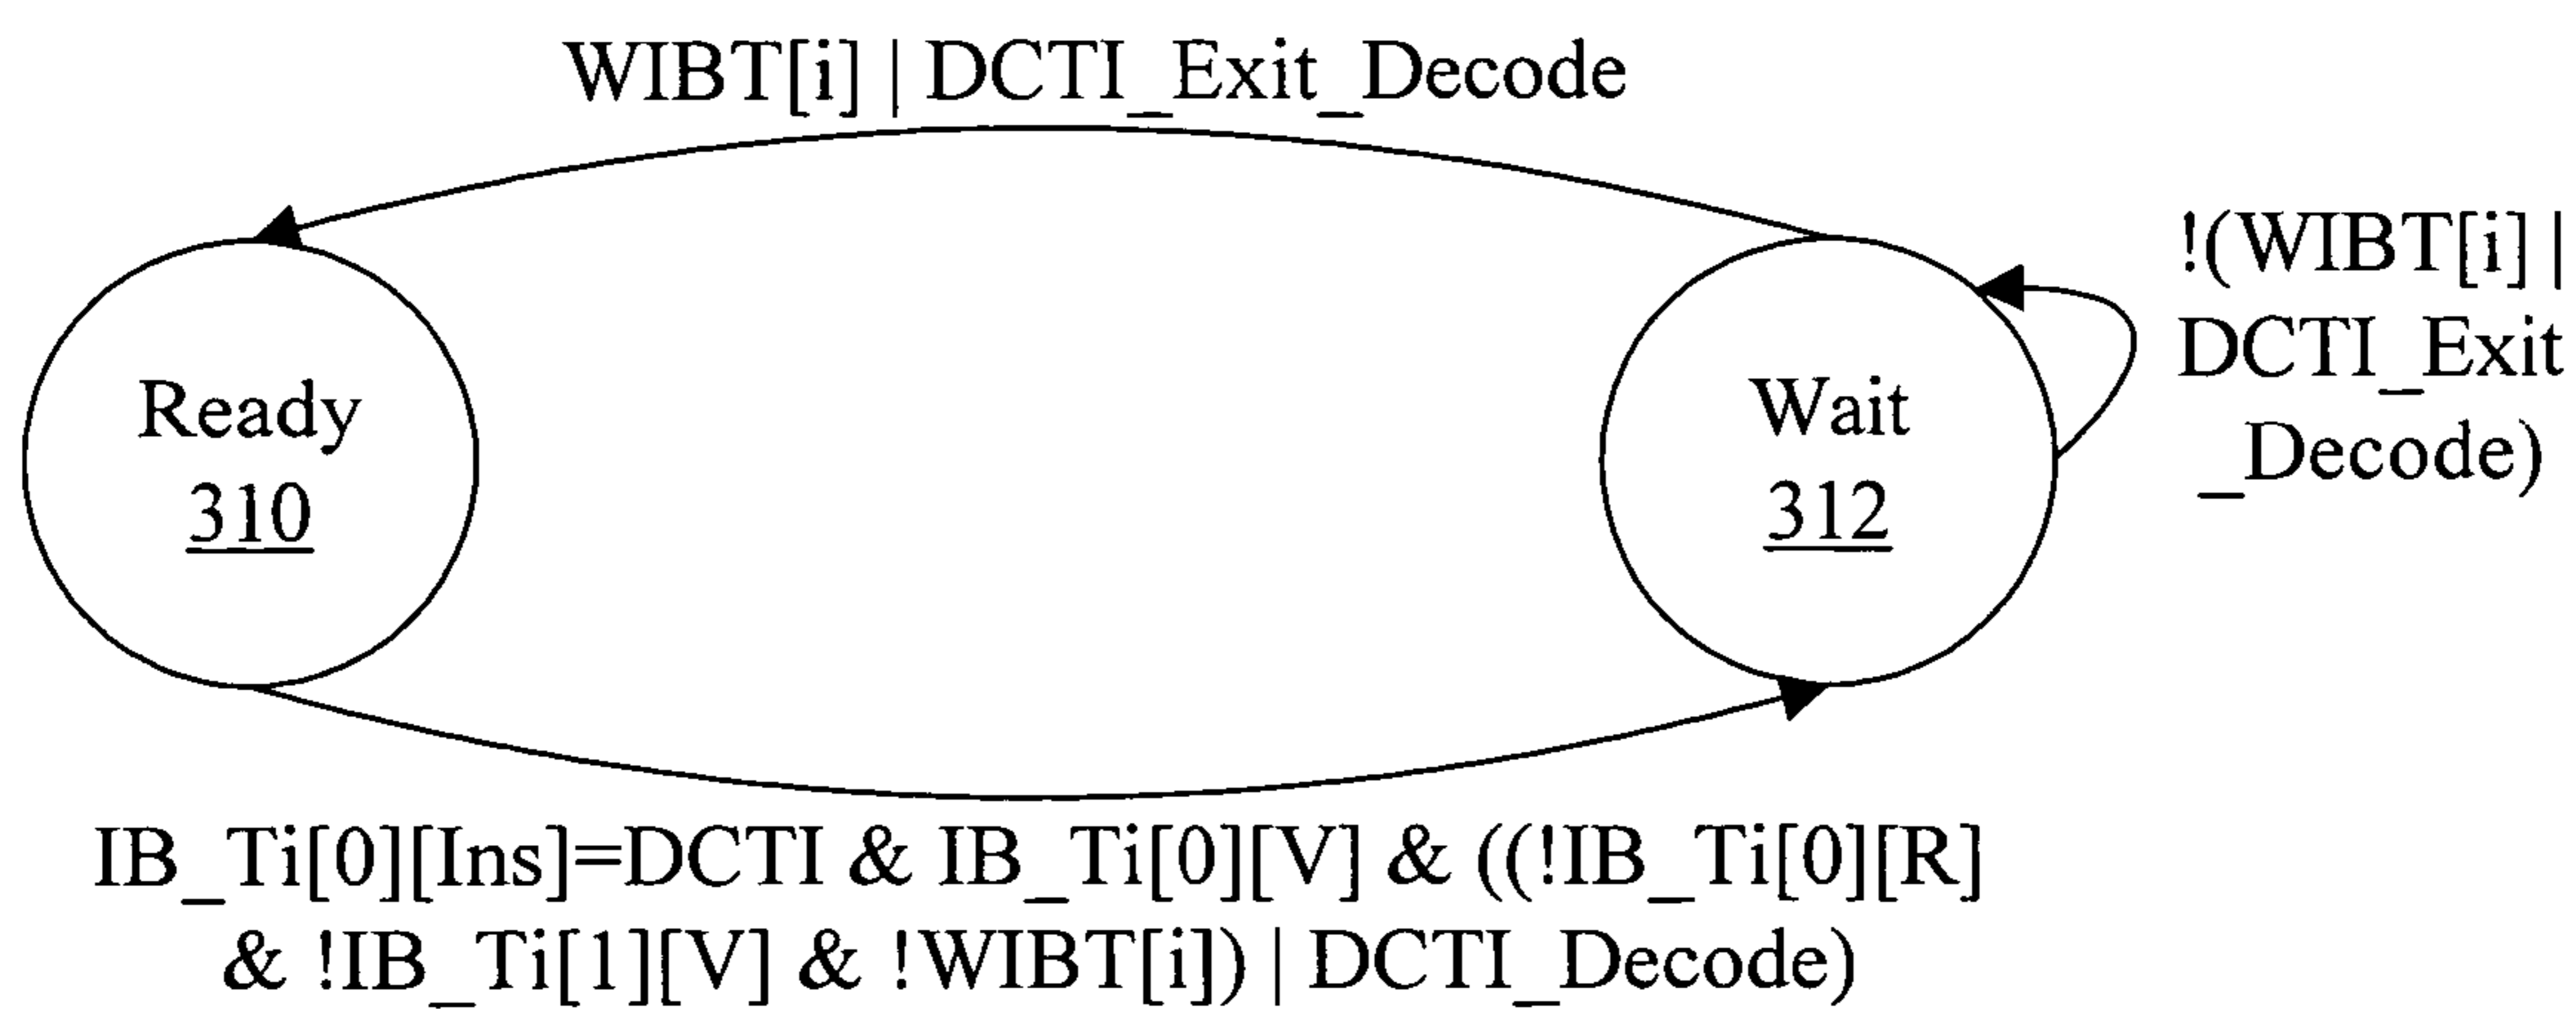 WIBT[i] | DCTI_Exit_Decode
!(WIBT[i] |
DCTI_Exit
_Decode)
Ready
310
Wait
312
IB_Ti[0][Ins]=DCTI & IB_Ti[0][V] & ((!IB_Ti[0][R]
& !IB_Ti[1][V] & !WIBT[i]) | DCTI_Decode)